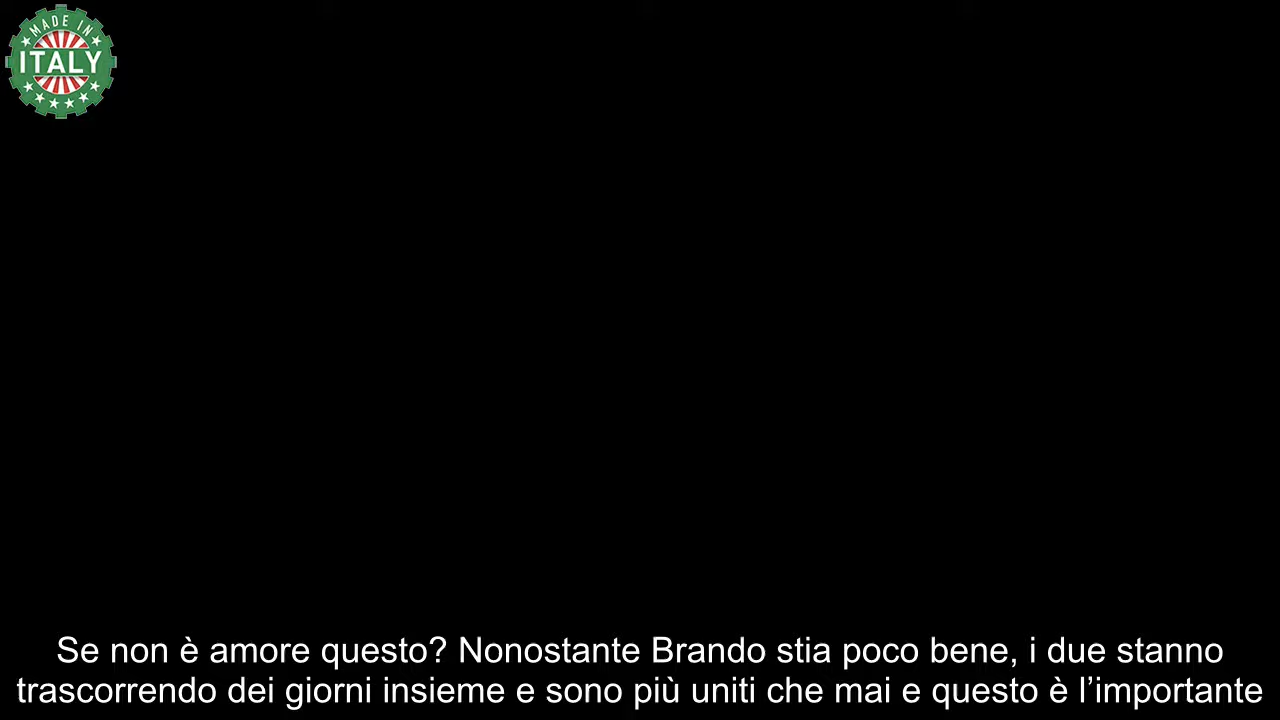 MADE IN
ITALY
Se non è amore questo? Nonostante Brando stia poco bene, i due stanno
trascorrendo dei giorni insieme e sono più uniti che mai e questo è l’importante